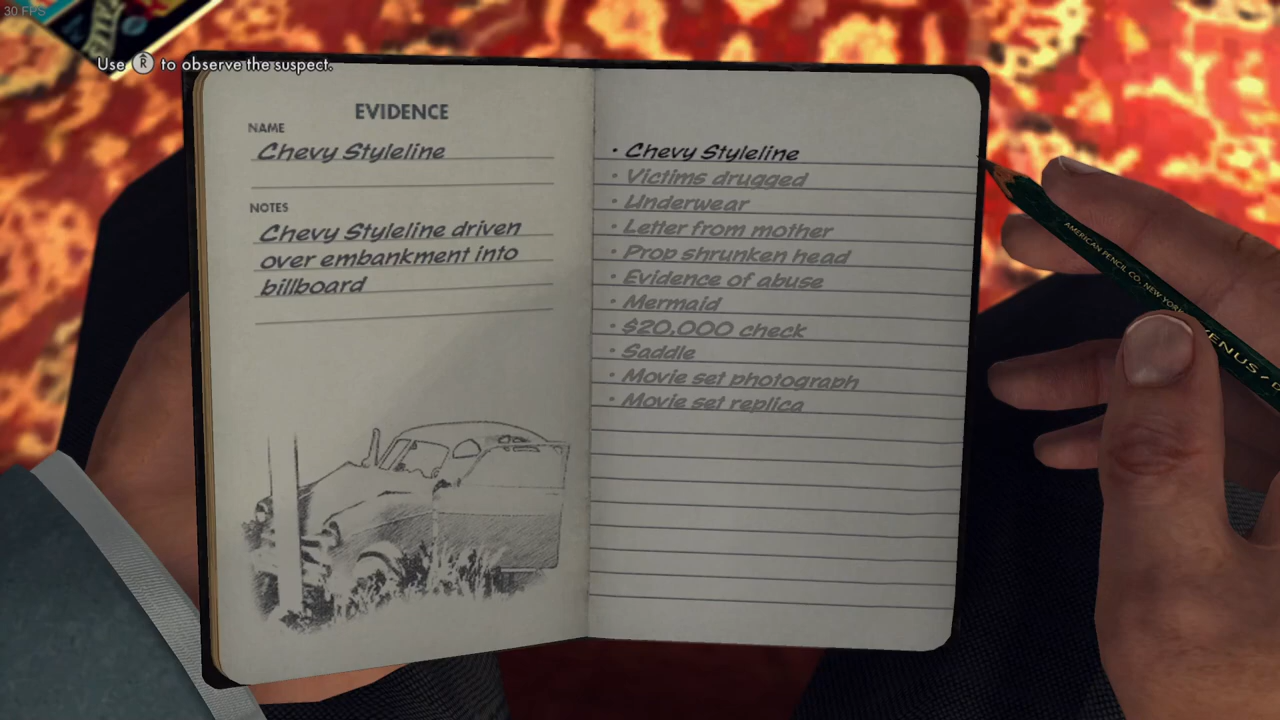 30 FPS
Use R to observe the suspect.
EVIDENCE
NAME
Chevy Styleline
NOTES
Chevy Styleline driven
over embankment into
billboard
• Chevy Styleline
• Victims drugged
• Underwear
• Letter from mother
• Prop shrunken head
• Evidence of abuse
• Mermaid
• $20,000 check
• Saddle
• Movie set photograph
• Movie set replica
AMERICAN PENCIL CO, NEW YORK
VENUS